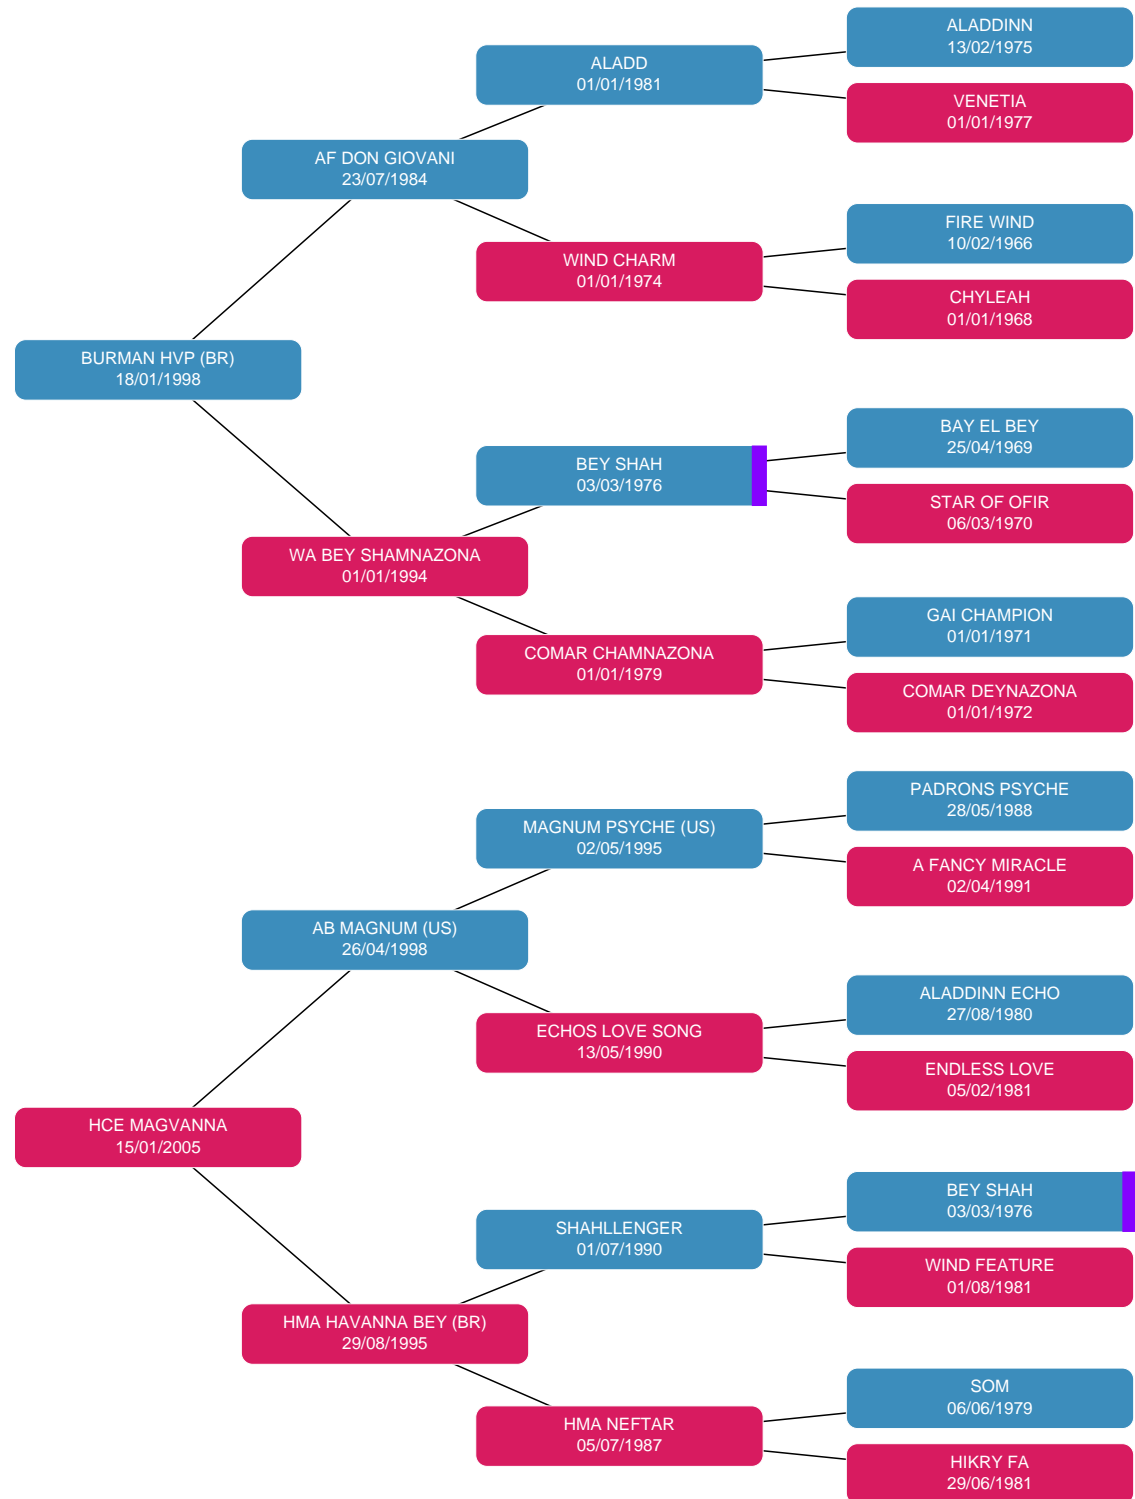 ALADDINN
13/02/1975
ALADD
01/01/1981
VENETIA
01/01/1977
AF DON GIOVANI
23/07/1984
FIRE WIND
10/02/1966
WIND CHARM
01/01/1974
CHYLEAH
01/01/1968
BURMAN HVP (BR)
18/01/1998
BAY EL BEY
25/04/1969
BEY SHAH
03/03/1976
STAR OF OFIR
06/03/1970
WA BEY SHAMNAZONA
01/01/1994
GAI CHAMPION
01/01/1971
COMAR CHAMNAZONA
01/01/1979
COMAR DEYNAZONA
01/01/1972
PADRONS PSYCHE
28/05/1988
MAGNUM PSYCHE (US)
02/05/1995
A FANCY MIRACLE
02/04/1991
AB MAGNUM (US)
26/04/1998
ALADDINN ECHO
27/08/1980
ECHOS LOVE SONG
13/05/1990
ENDLESS LOVE
05/02/1981
HCE MAGVANNA
15/01/2005
BEY SHAH
03/03/1976
SHAHLLENGER
01/07/1990
WIND FEATURE
01/08/1981
HMA HAVANNA BEY (BR)
29/08/1995
SOM
06/06/1979
HMA NEFTAR
05/07/1987
HIKRY FA
29/06/1981